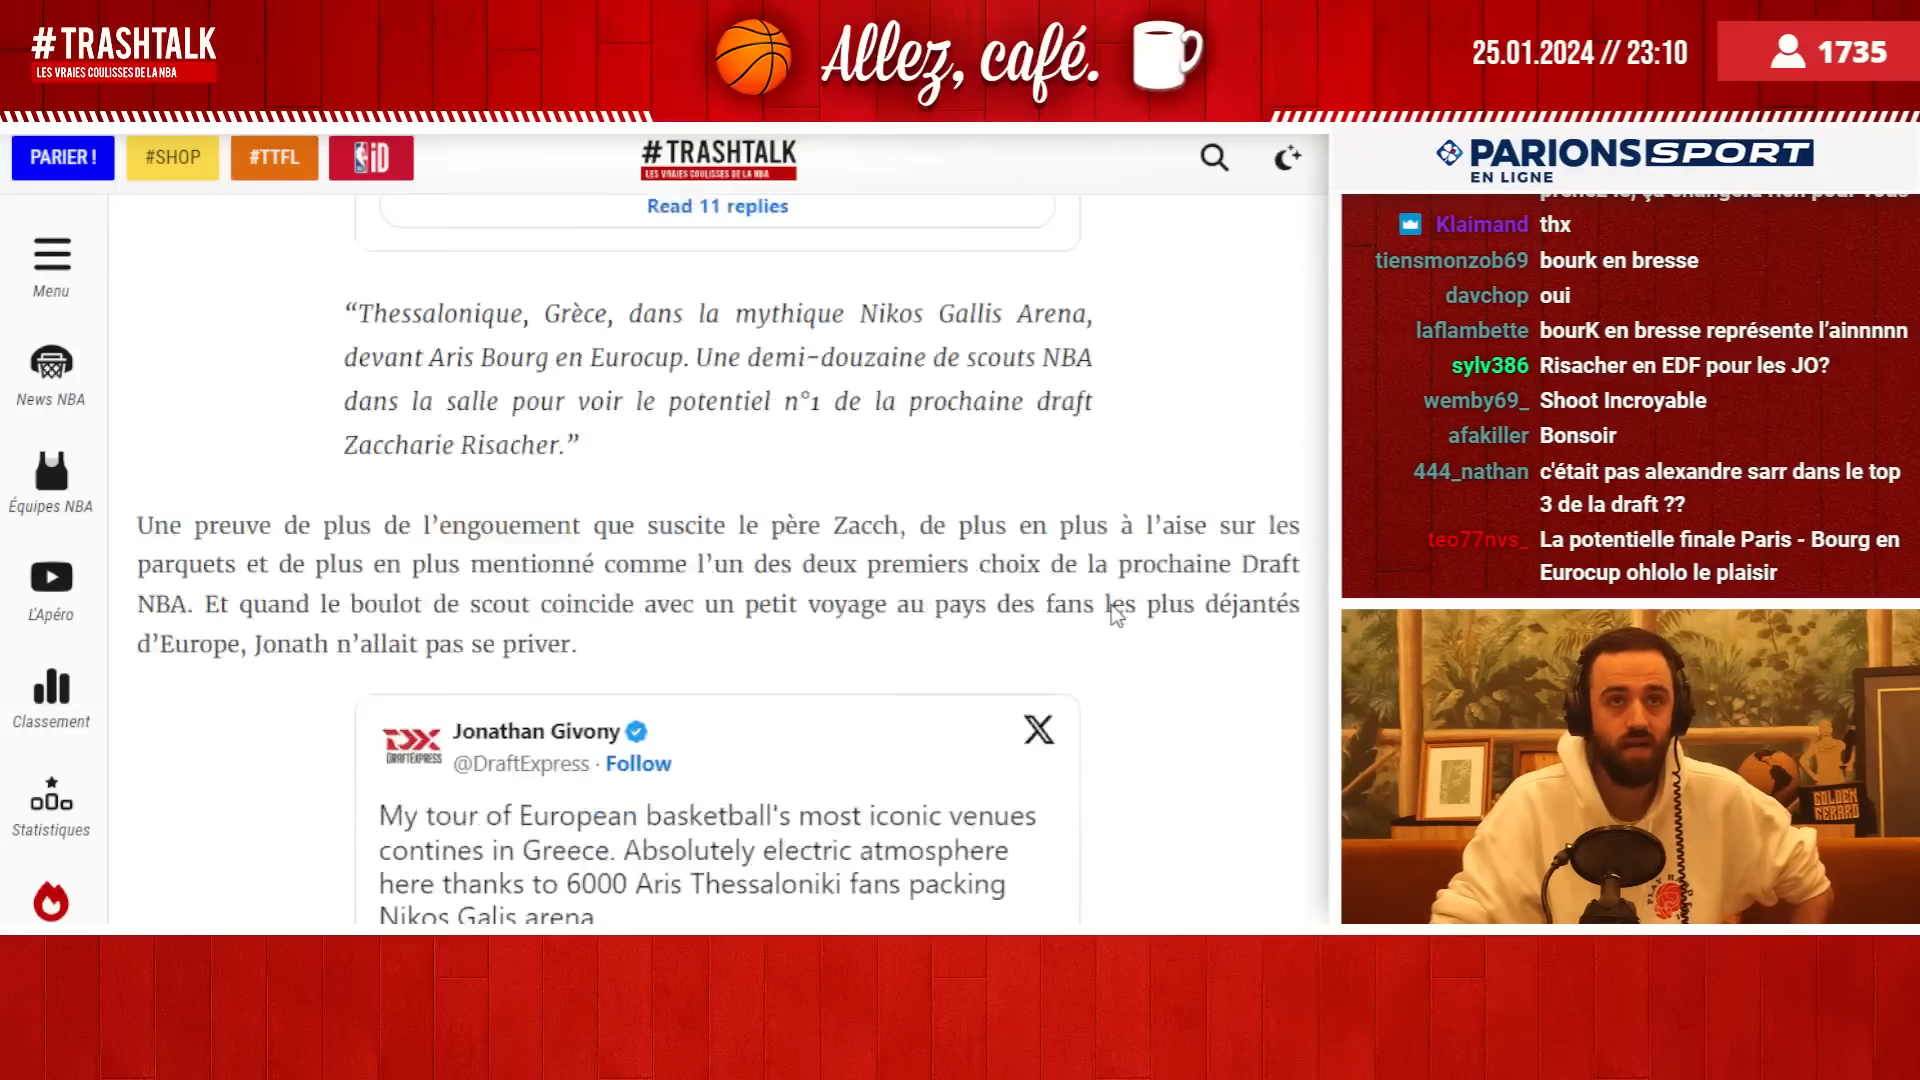 #TRASHTALK
LES VRAIES COULISSES DE LA NBA
Allez, café.
25.01.2024 // 23:10
1735
PARIER !
#SHOP
#TTFL
iD
#TRASHTALK
LES VRAIES COULISSES DE LA NBA
Menu
News NBA
Équipes NBA
L'Apéro
Classement
Statistiques
Read 11 replies
“Thessalonique, Grèce, dans la mythique Nikos Gallis Arena,
devant Aris Bourg en Eurocup. Une demi-douzaine de scouts NBA
dans la salle pour voir le potentiel n°1 de la prochaine draft
Zaccharie Risacher.”
Une preuve de plus de l’engouement que suscite le père Zacch, de plus en plus à l’aise sur les
parquets et de plus en plus mentionné comme l’un des deux premiers choix de la prochaine Draft
NBA. Et quand le boulot de scout coincide avec un petit voyage au pays des fans les plus déjantés
d’Europe, Jonath n’allait pas se priver.
DRAFTEXPRESS
Jonathan Givony
@DraftExpress · Follow
My tour of European basketball's most iconic venues
contines in Greece. Absolutely electric atmosphere
here thanks to 6000 Aris Thessaloniki fans packing
Nikos Galis arena
PARIONS SPORT
EN LIGNE
prenez le, ça changera rien pour vous
Klaimand thx
tiensmonzob69 bourk en bresse
davchop oui
laflambette bourK en bresse représente l’ainnnnn
sylv386 Risacher en EDF pour les JO?
wemby69_ Shoot Incroyable
afakiller Bonsoir
444_nathan c'était pas alexandre sarr dans le top
3 de la draft ??
teo77nvs_ La potentielle finale Paris - Bourg en
Eurocup ohlolo le plaisir
GOLDEN
GERARD